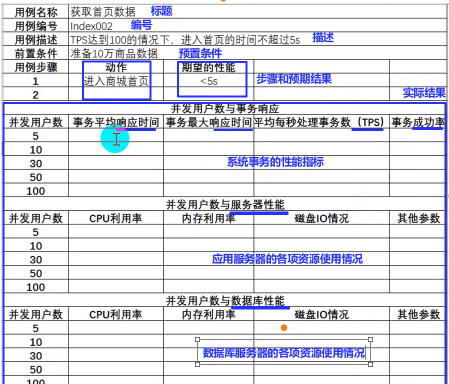 用例名称 获取首页数据 标题
用例编号 Index002 编号
用例描述 TPS达到100的情况下，进入首页的时间不超过5s 描述
前置条件 准备10万商品数据 预置条件
用例步骤 动作 期望的性能
1 进入商城首页 <5s 步骤和预期结果
2 实际结果
并发用户数与事务响应
并发用户数 事务平均响应时间 事务最大响应时间 平均每秒处理事务数（TPS） 事务成功率
5
10
30 系统事务的性能指标
50
100
并发用户数与服务器性能
并发用户数 CPU利用率 内存利用率 磁盘IO情况 其他参数
5
10
30 应用服务器的各项资源使用情况
50
100
并发用户数与数据库性能
并发用户数 CPU利用率 内存利用率 磁盘IO情况 其他参数
5
10
30 数据库服务器的各项资源使用情况
50
100